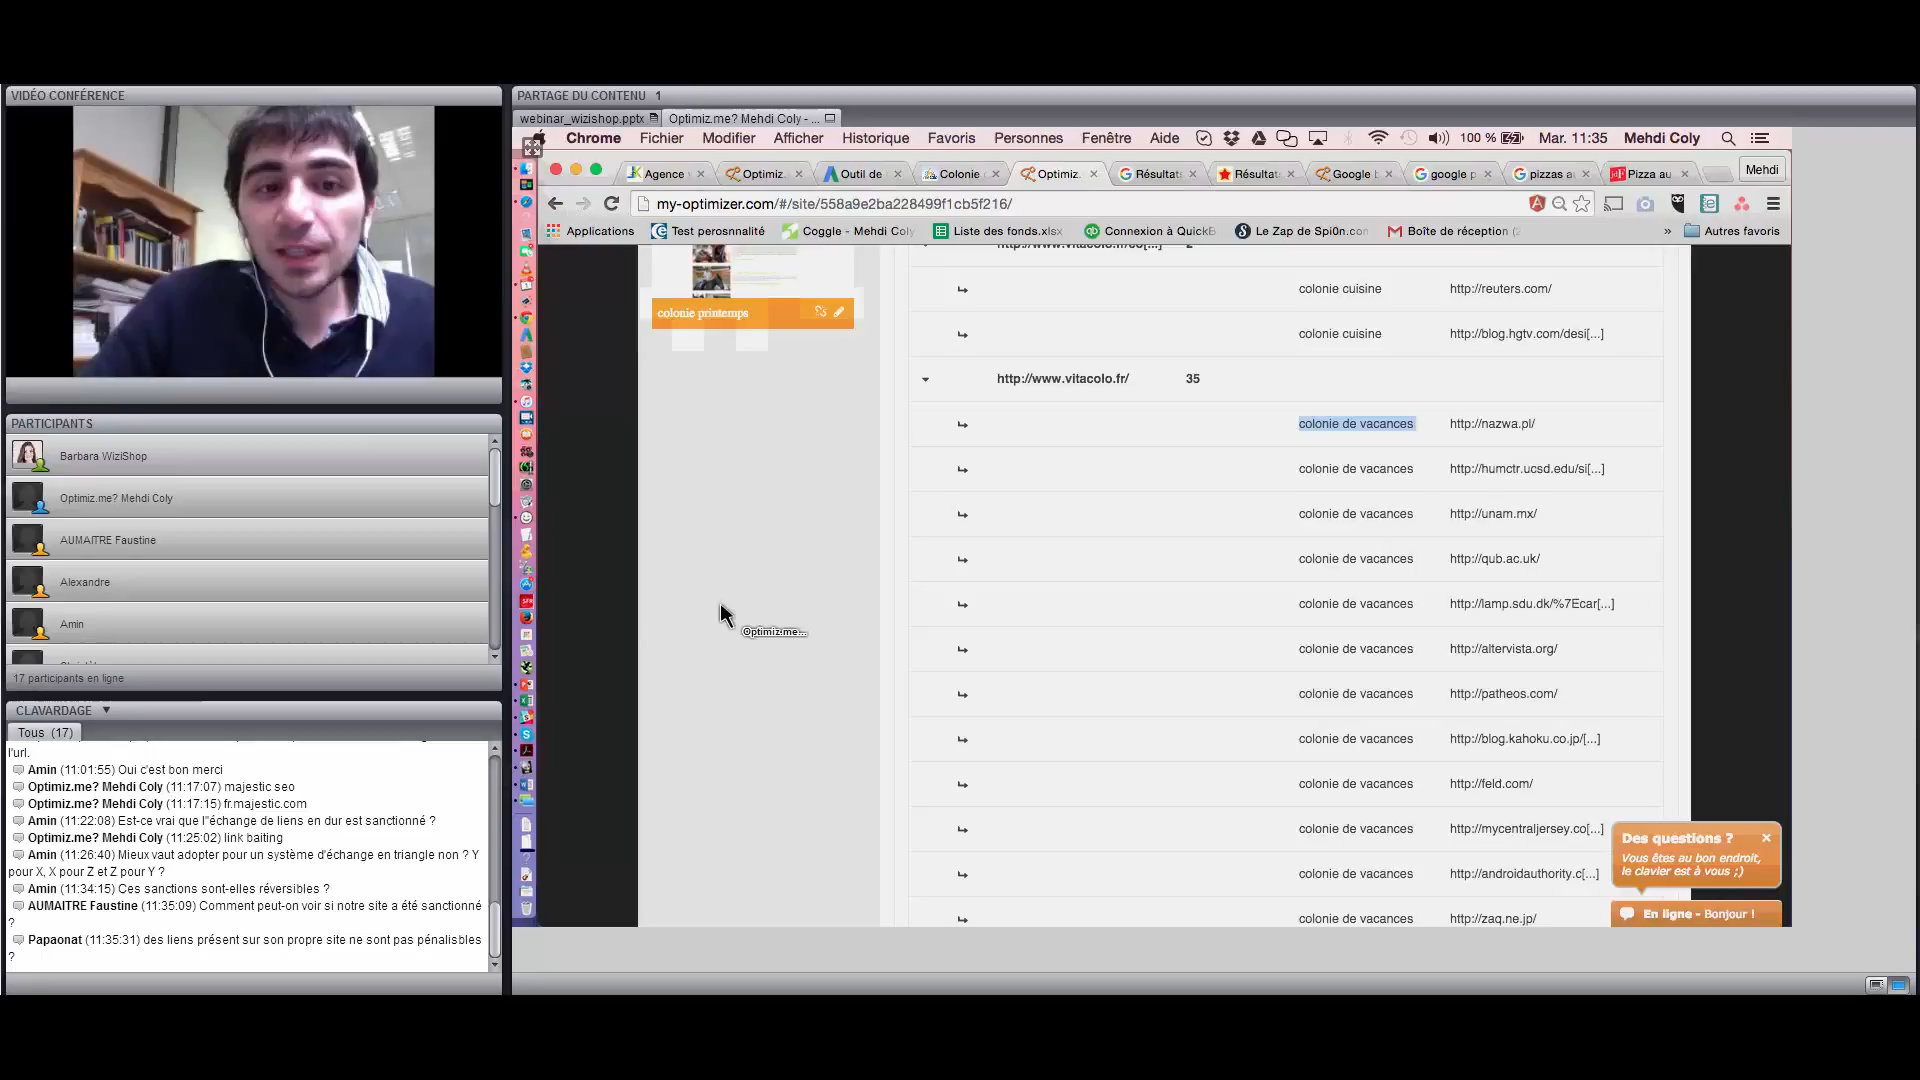 VIDÉO CONFÉRENCE
PARTICIPANTS
Barbara WiziShop
Optimiz.me? Mehdi Coly
AUMAITRE Faustine
Alexandre
Amin
17 participants en ligne
CLAVARDAGE
Tous (17)
l'url.
Amin (11:01:55) Oui c'est bon merci
Optimiz.me? Mehdi Coly (11:17:07) majestic seo
Optimiz.me? Mehdi Coly (11:17:15) fr.majestic.com
Amin (11:22:08) Est-ce vrai que l"échange de liens en dur est sanctionné ?
Optimiz.me? Mehdi Coly (11:25:02) link baiting
Amin (11:26:40) Mieux vaut adopter pour un système d'échange en triangle non ? Y
pour X, X pour Z et Z pour Y ?
Amin (11:34:15) Ces sanctions sont-elles réversibles ?
AUMAITRE Faustine (11:35:09) Comment peut-on voir si notre site a été sanctionné
?
Papaonat (11:35:31) des liens présent sur son propre site ne sont pas pénalisbles
?
PARTAGE DU CONTENU 1
webinar_wizishop.pptx Optimiz.me? Mehdi Coly - ...
Chrome Fichier Modifier Afficher Historique Favoris Personnes Fenêtre Aide 100 % Mar. 11:35 Mehdi Coly
Agence Optimiz. Outil de Colonie Optimiz. Résultats Résultat Google b google p pizzas a Pizza au Mehdi
my-optimizer.com/#/site/558a9e2ba228499f1cb5f216/
Applications Test perosnnalité Coggle - Mehdi Coly Liste des fonds.xlsx Connexion à QuickB Le Zap de Spi0n.com Boîte de réception » Autres favoris
colonie printemps
colonie cuisine http://reuters.com/
colonie cuisine http://blog.hgtv.com/desi[...]
http://www.vitacolo.fr/ 35
colonie de vacances http://nazwa.pl/
colonie de vacances http://humctr.ucsd.edu/si[...]
colonie de vacances http://unam.mx/
colonie de vacances http://qub.ac.uk/
colonie de vacances http://lamp.sdu.dk/%7Ecar[...]
colonie de vacances http://altervista.org/
colonie de vacances http://patheos.com/
colonie de vacances http://blog.kahoku.co.jp/[...]
colonie de vacances http://feld.com/
colonie de vacances http://mycentraljersey.co[...]
colonie de vacances http://androidauthority.c[...]
colonie de vacances http://zaq.ne.jp/
Optimiz.me...
Des questions ?
Vous êtes au bon endroit,
le clavier est à vous ;)
En ligne - Bonjour !